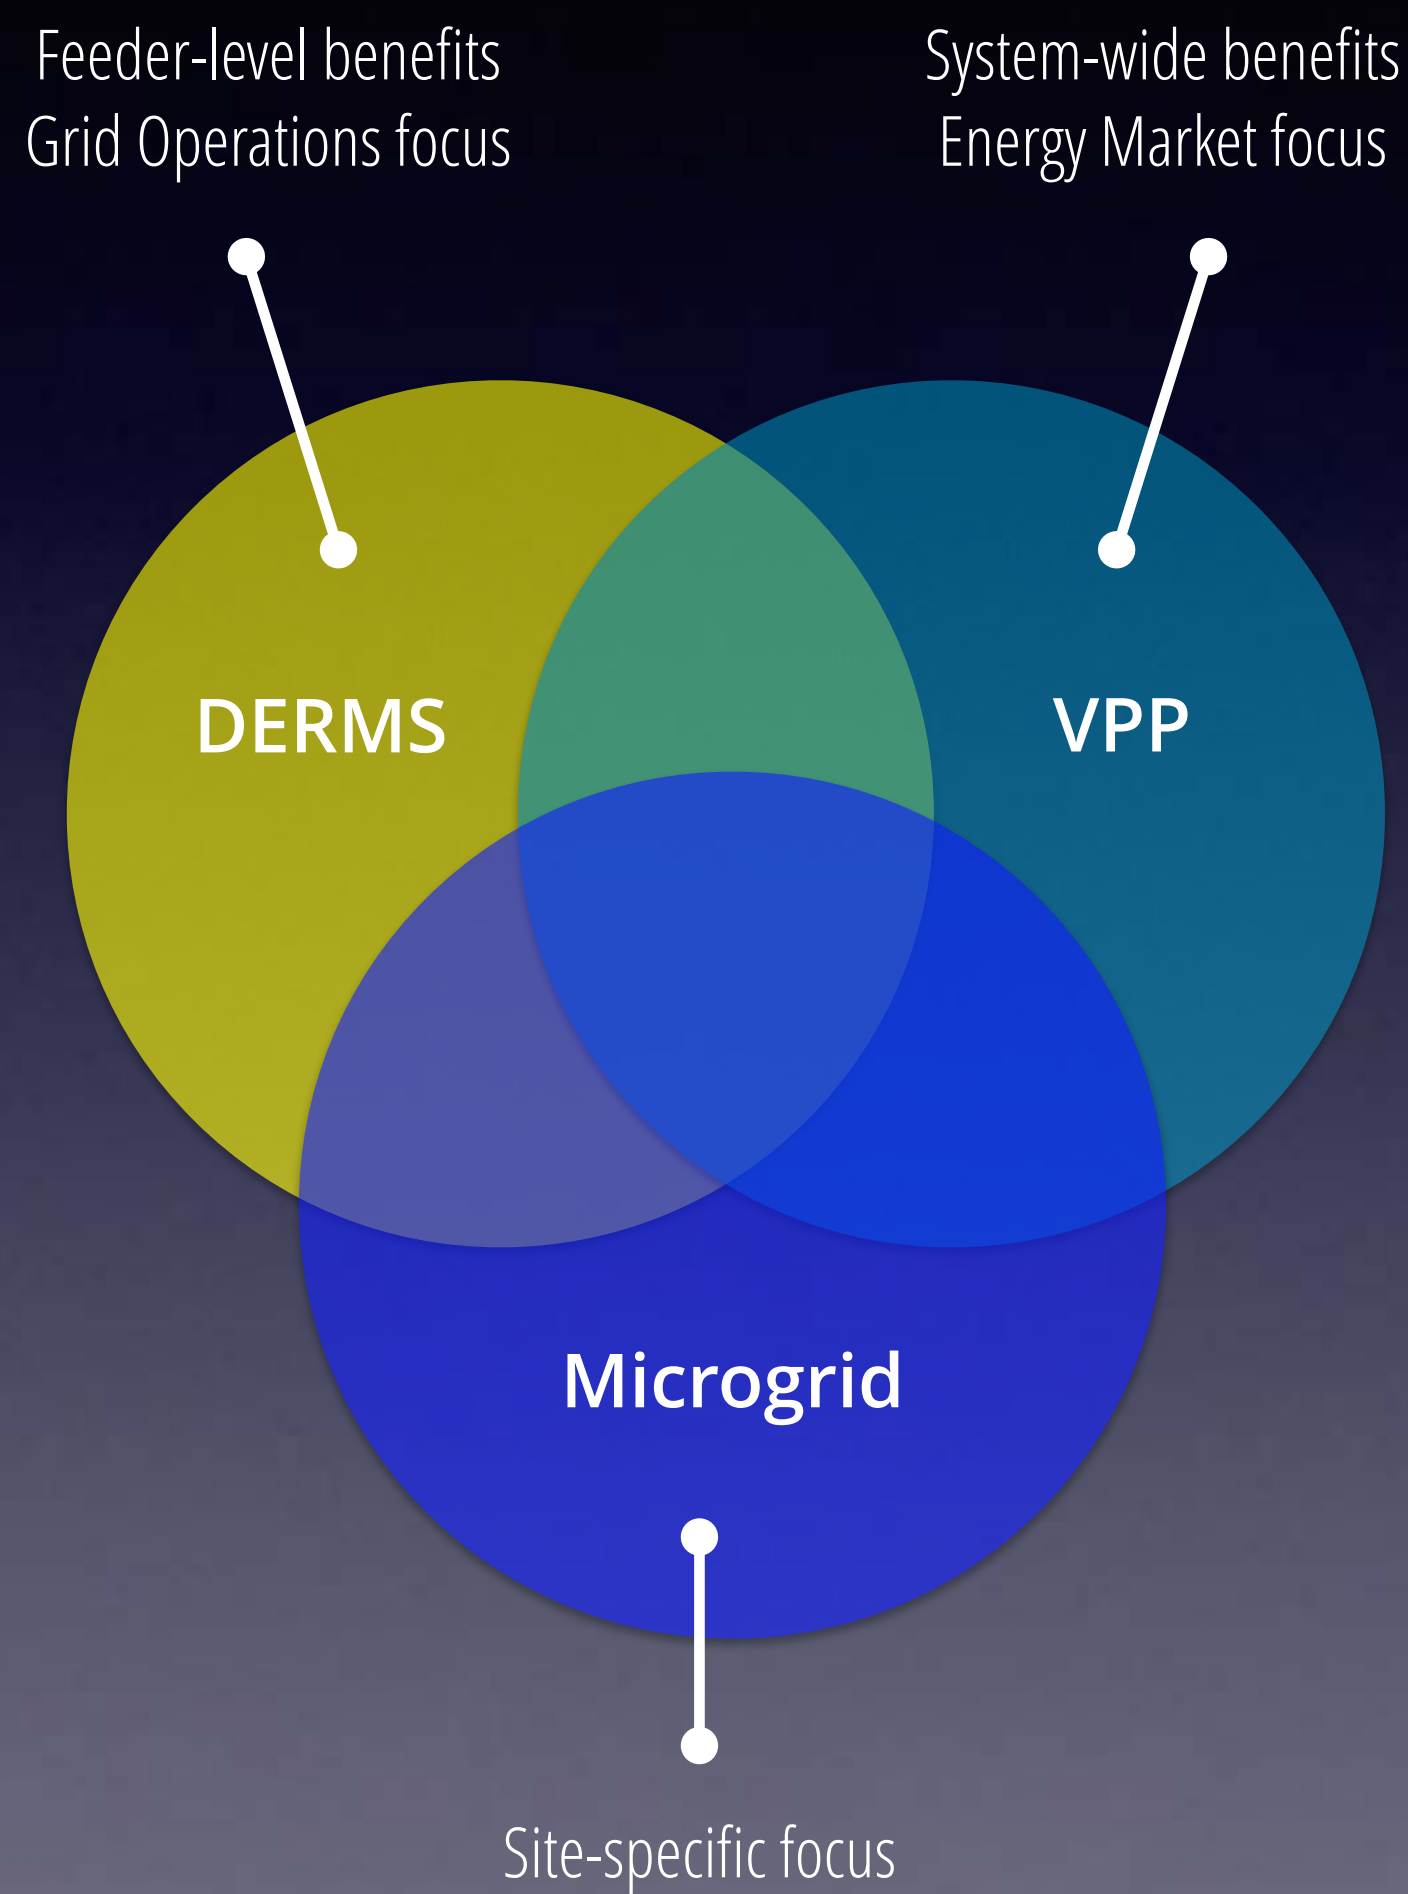 Feeder-level benefits
Grid Operations focus
System-wide benefits
Energy Market focus
DERMS
VPP
Microgrid
Site-specific focus